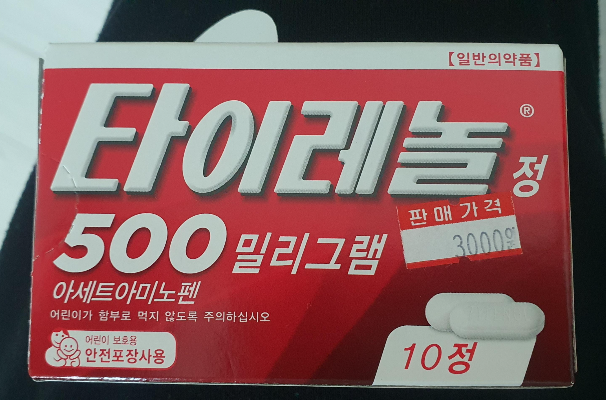 【일반의약품】
타이레놀® 정
500 밀리그램
판매가격
3000원
아세트아미노펜
어린이가 함부로 먹지 않도록 주의하십시오
어린이 보호용
안전포장사용
10정